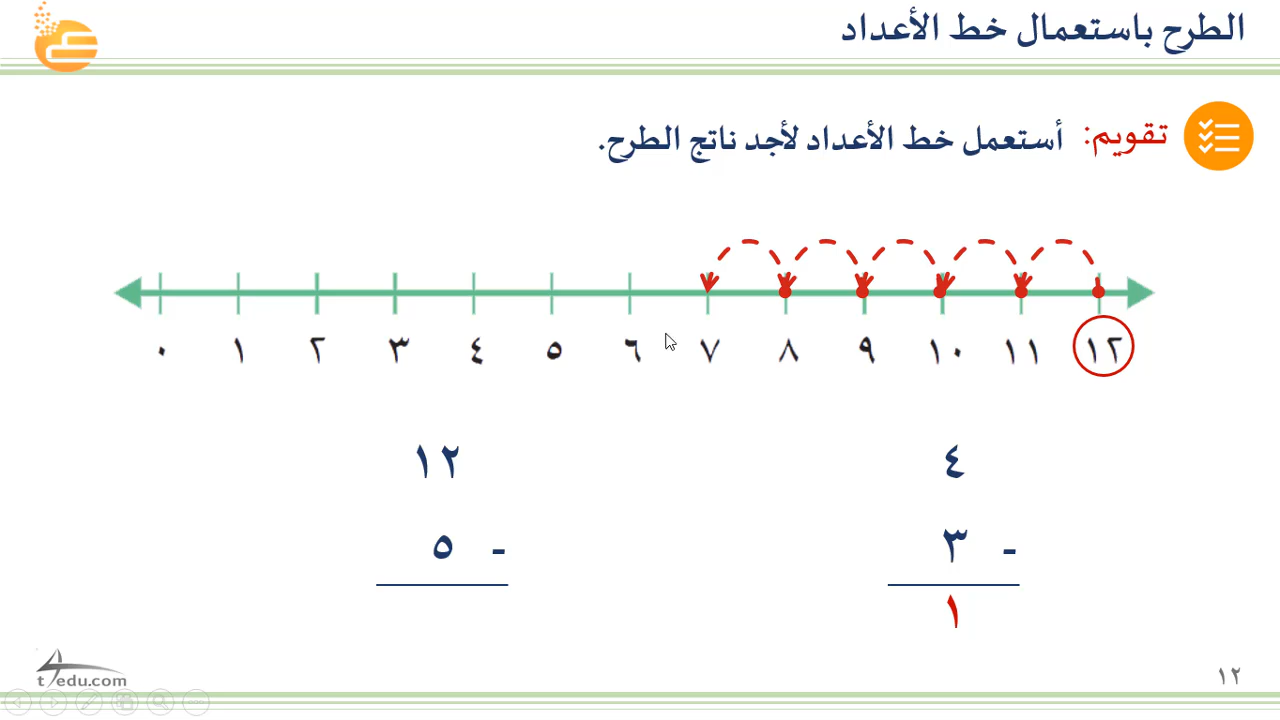 الطرح باستعمال خط الأعداد
تقويم: أستعمل خط الأعداد لأجد ناتج الطرح.
٠ ١ ٢ ٣ ٤ ٥ ٦ ٧ ٨ ٩ ١٠ ١١ ١٢
٤
٣ -
١
١٢
٥ -
t4edu.com
١٢